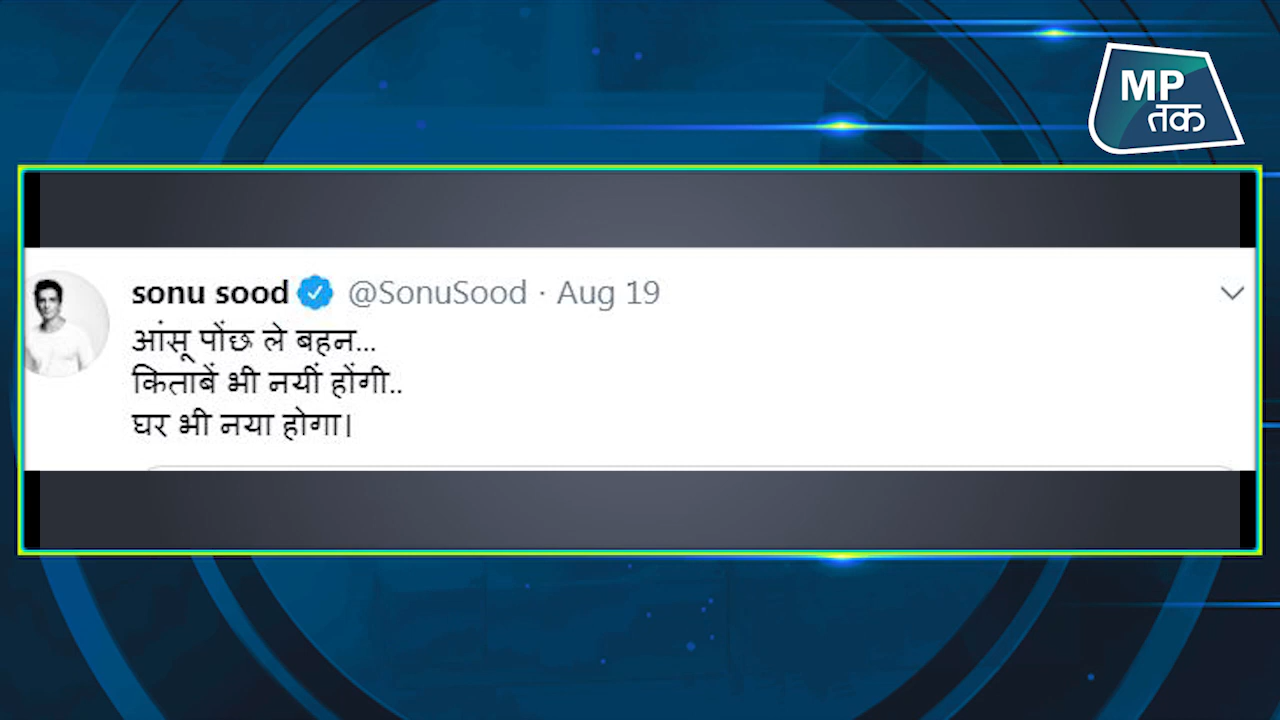 MP
तक
sonu sood @SonuSood · Aug 19
आंसू पोंछ ले बहन...
किताबें भी नयीं होंगी..
घर भी नया होगा।